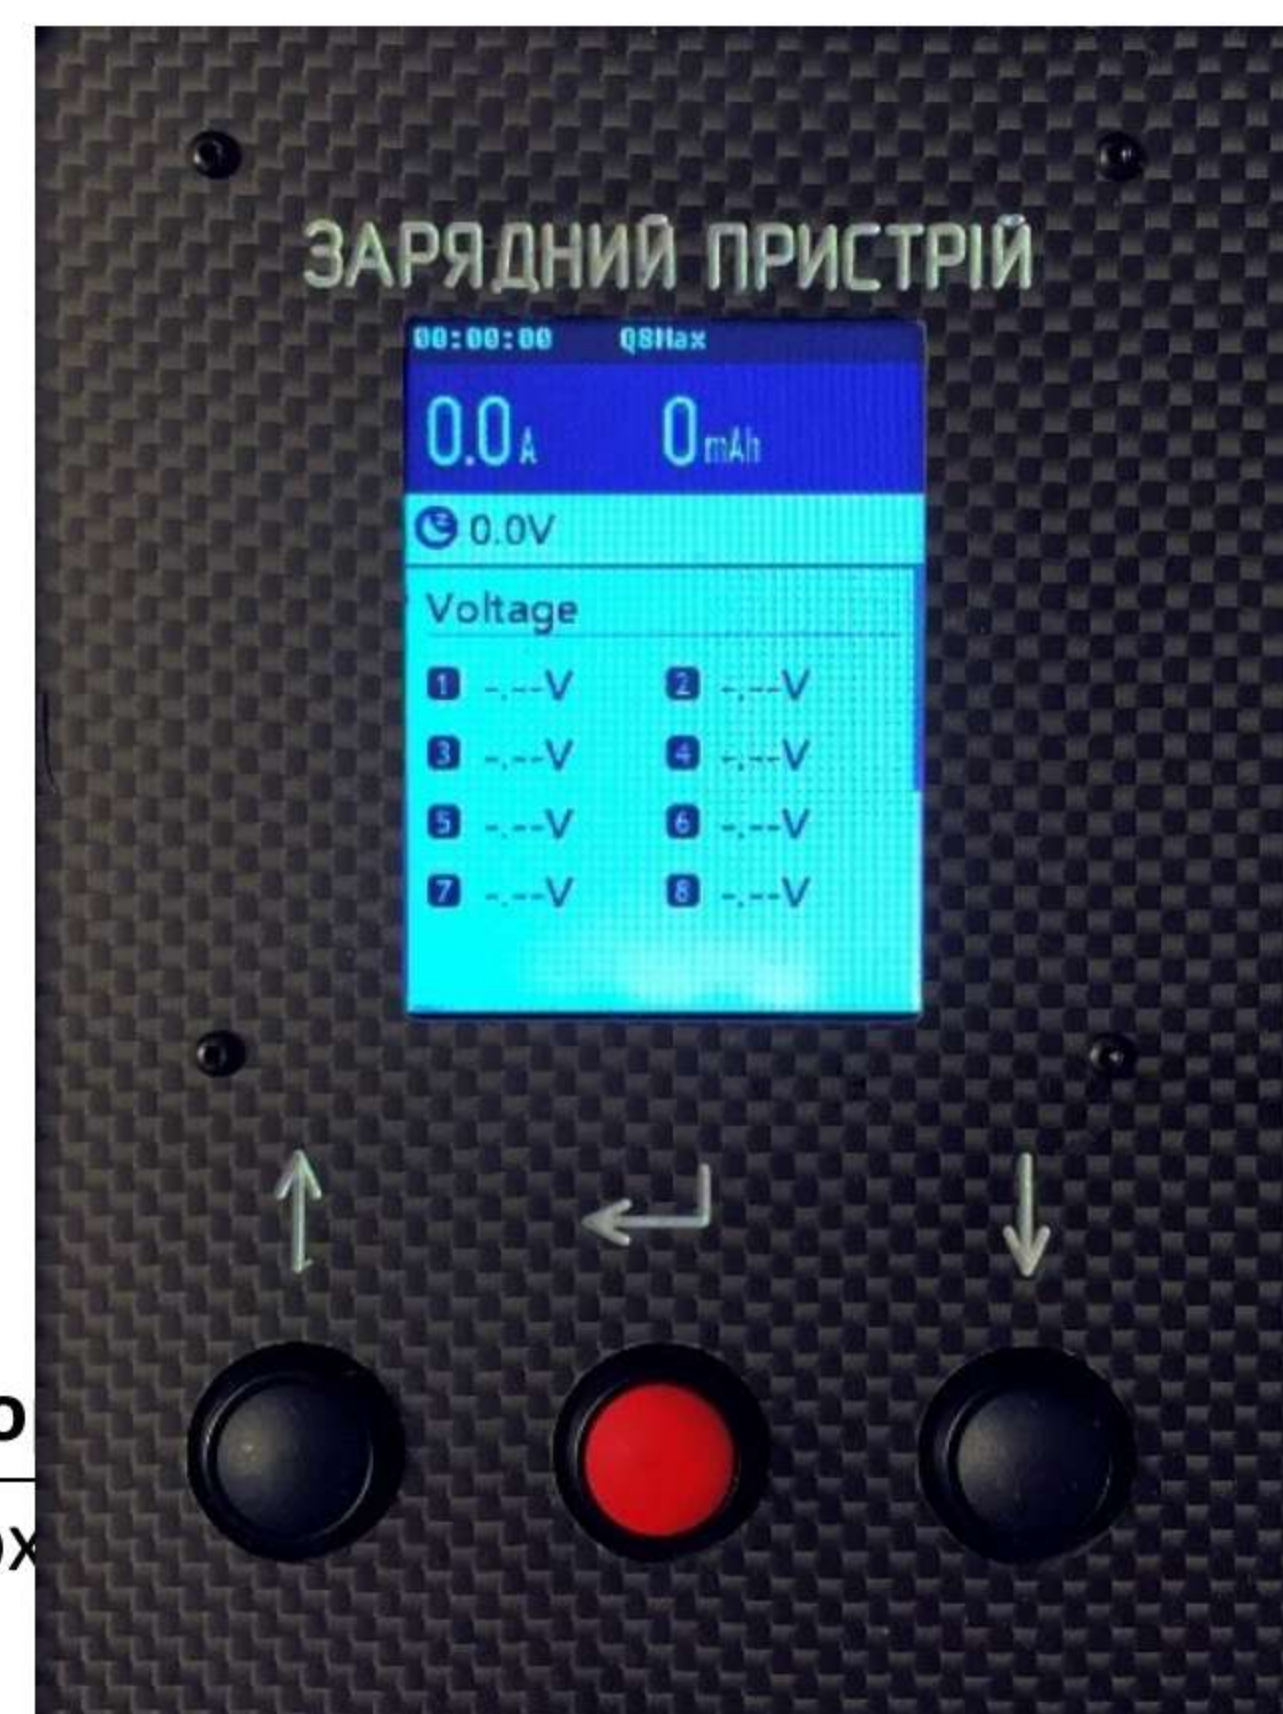 ЗАРЯДНИЙ ПРИСТРІЙ
00:00:00 Q8Max
0.0A 0mAh
0.0V
Voltage
1 -.--V 2 -.--V
3 -.--V 4 -.--V
5 -.--V 6 -.--V
7 -.--V 8 -.--V